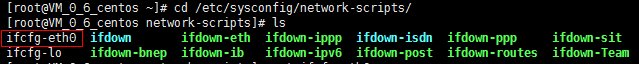 [root@VM_0_6_centos ~]# cd /etc/sysconfig/network-scripts/
[root@VM_0_6_centos network-scripts]# ls
ifcfg-eth0 ifdown ifdown-eth ifdown-ippp ifdown-isdn ifdown-ppp ifdown-sit
ifcfg-lo ifdown-bnep ifdown-ib ifdown-ipv6 ifdown-post ifdown-routes ifdown-Team